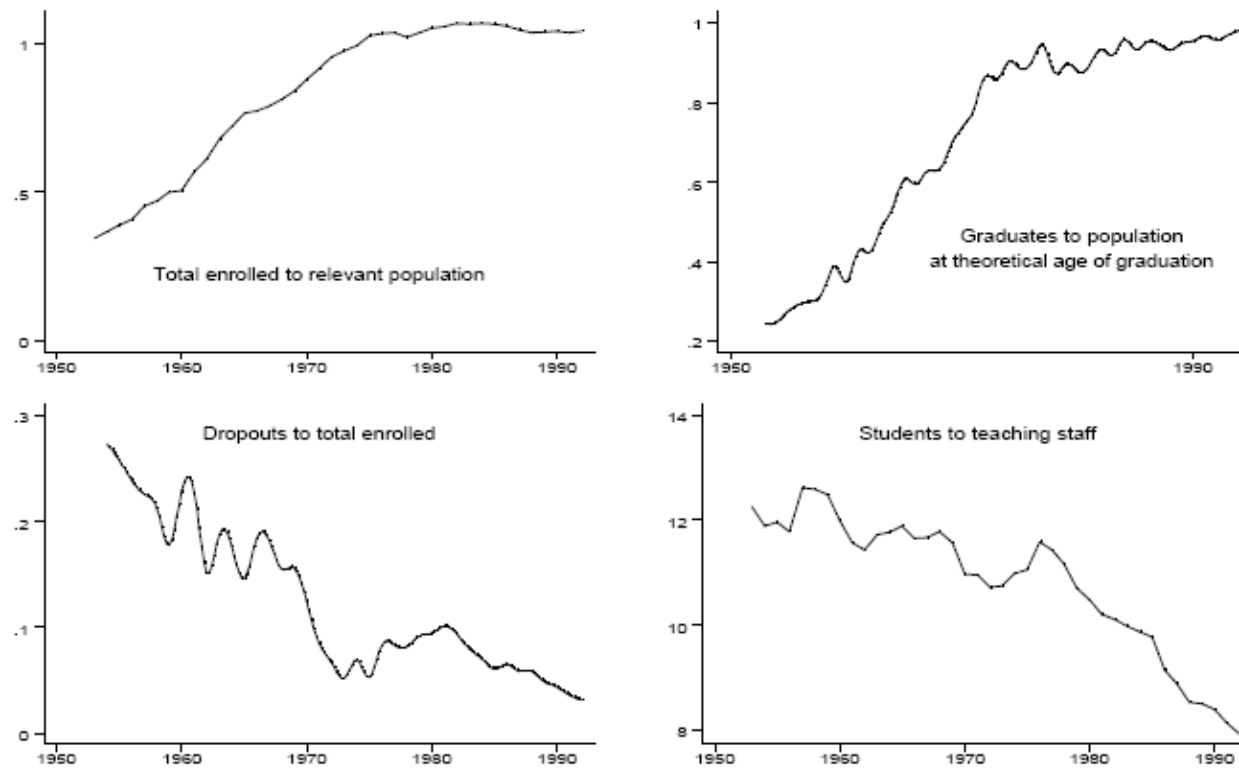 1
.5
Total enrolled to relevant population
0
1950 1960 1970 1980 1990
1
.8
.6
Graduates to population
at theoretical age of graduation
.4
.2
1950 1990
.3
Dropouts to total enrolled
.2
.1
0
1950 1960 1970 1980 1990
14
Students to teaching staff
12
10
8
1950 1960 1970 1980 1990